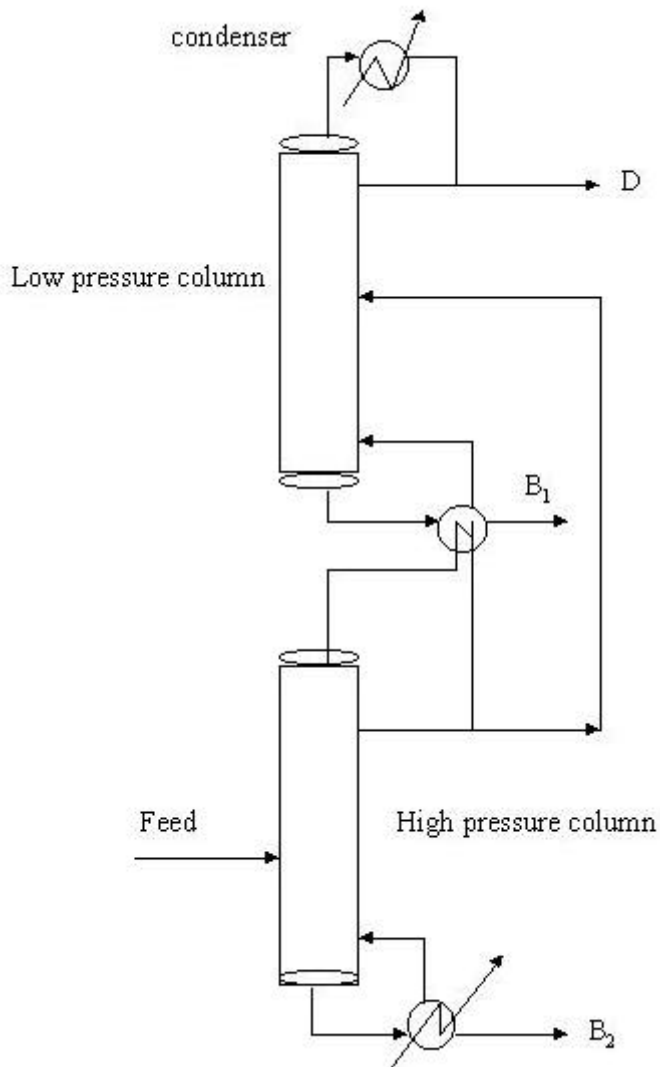 condenser
D
Low pressure column
B₁
Feed
High pressure column
B₂